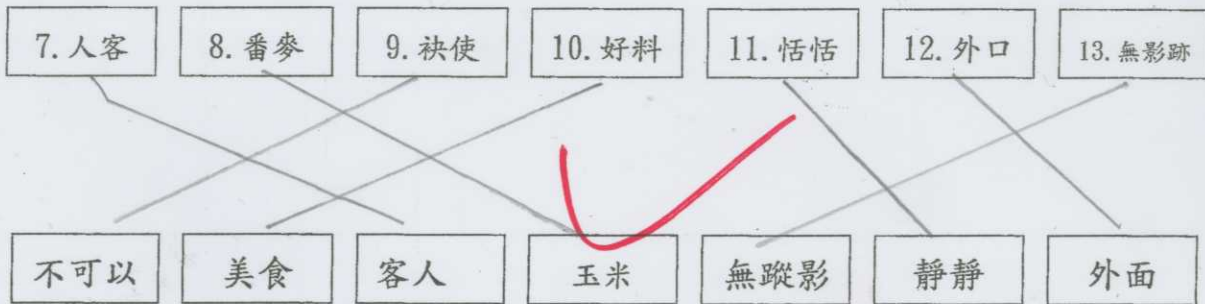 7.人客 8.番麥 9.袂使 10.好料 11.恬恬 12.外口 13.無影跡
不可以 美食 客人 玉米 無蹤影 靜靜 外面